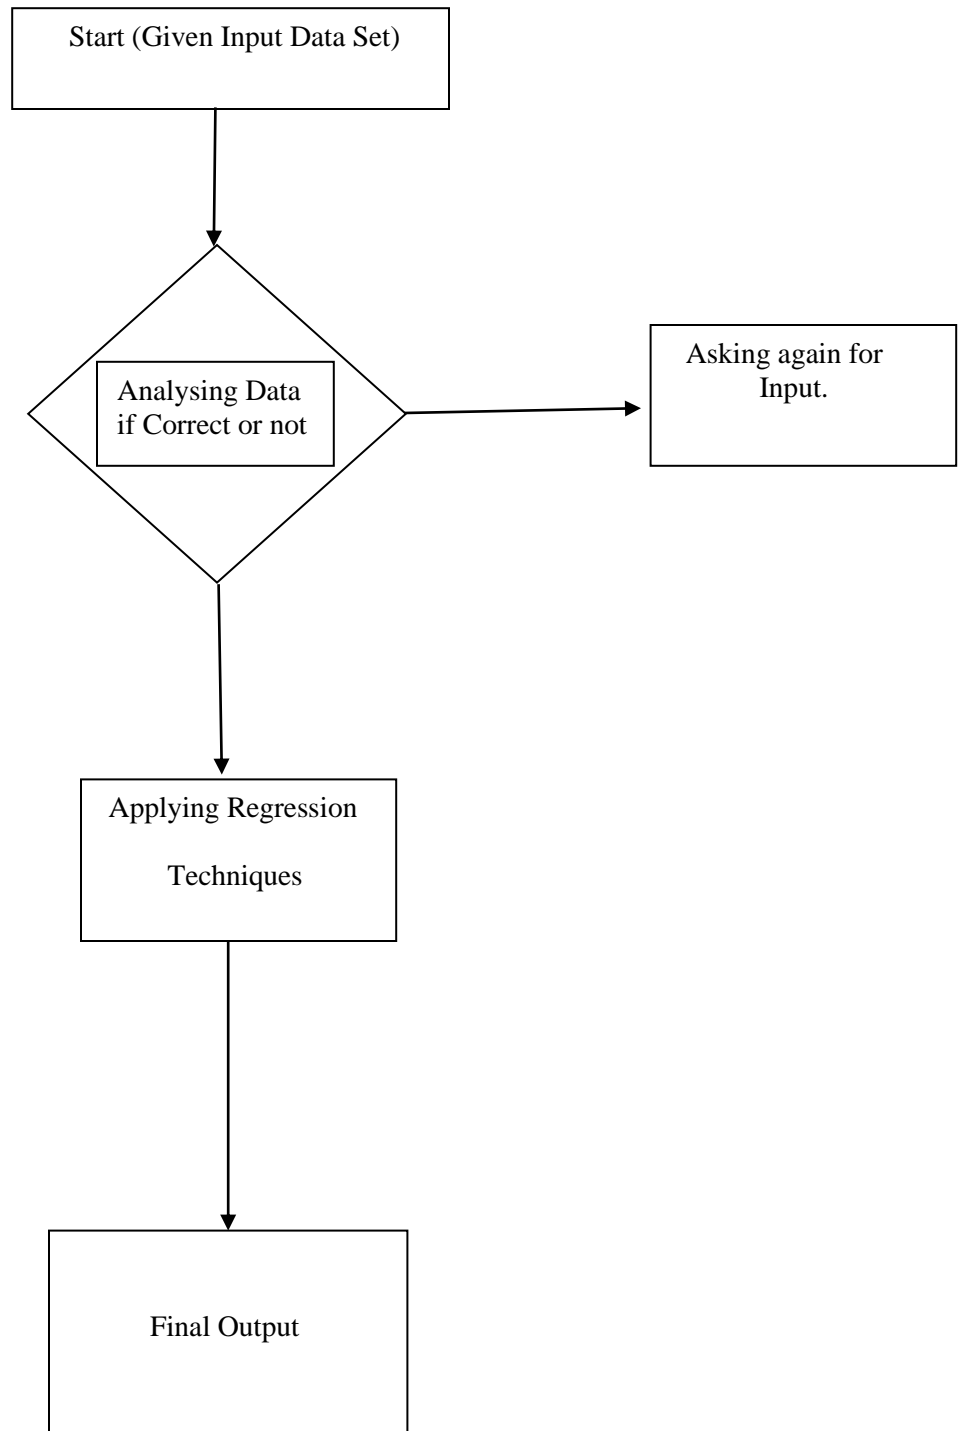 Start (Given Input Data Set)
Analysing Data
if Correct or not
Asking again for
Input.
Applying Regression
Techniques
Final Output